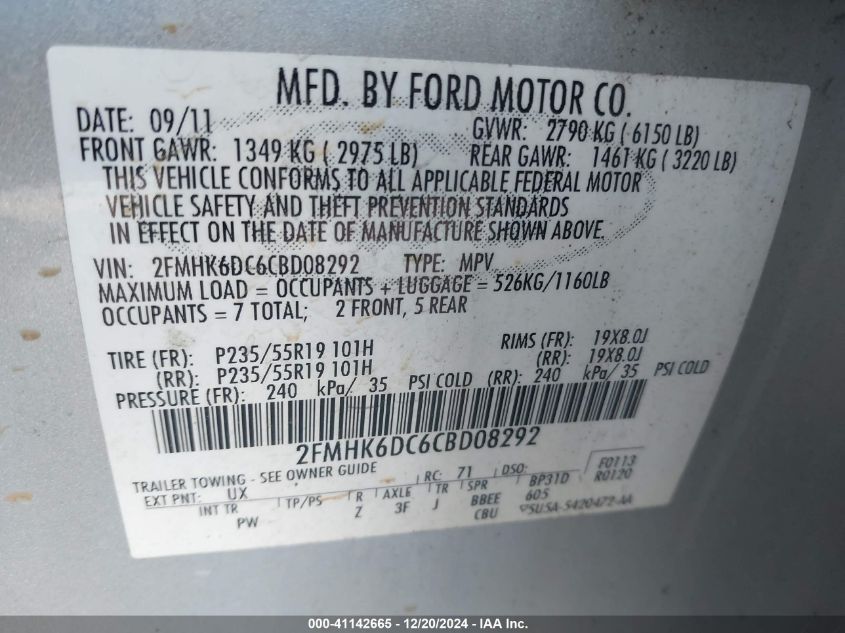 MFD. BY FORD MOTOR CO.
DATE: 09/11 GVWR: 2790 KG ( 6150 LB)
FRONT GAWR: 1349 KG ( 2975 LB) REAR GAWR: 1461 KG ( 3220 LB)
THIS VEHICLE CONFORMS TO ALL APPLICABLE FEDERAL MOTOR
VEHICLE SAFETY AND THEFT PREVENTION STANDARDS
IN EFFECT ON THE DATE OF MANUFACTURE SHOWN ABOVE.
VIN: 2FMHK6DC6CBD08292 TYPE: MPV
MAXIMUM LOAD = OCCUPANTS + LUGGAGE = 526KG/1160LB
OCCUPANTS = 7 TOTAL; 2 FRONT, 5 REAR
TIRE (FR): P235/55R19 101H RIMS (FR): 19X8.0J
(RR): P235/55R19 101H (RR): 19X8.0J
PRESSURE (FR): 240 kPa/ 35 PSI COLD (RR): 240 kPa/ 35 PSI COLD
2FMHK6DC6CBD08292
F0113
R0120
TRAILER TOWING - SEE OWNER GUIDE RC: 71 DSO:
EXT PNT: UX BP31D
INT TR TP/PS R AXLE TR SPR 605
PW Z 3F J BBEE
CBU 5U5A-5420472-AA
000-41142665 - 12/20/2024 - IAA Inc.